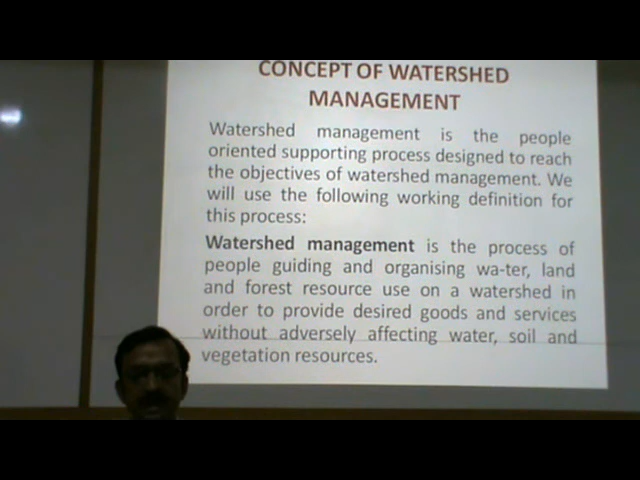 CONCEPT OF WATERSHED
MANAGEMENT
Watershed management is the people
oriented supporting process designed to reach
the objectives of watershed management. We
will use the following working definition for
this process:
Watershed management is the process of
people guiding and organising wa-ter, land
and forest resource use on a watershed in
order to provide desired goods and services
without adversely affecting water, soil and
vegetation resources.